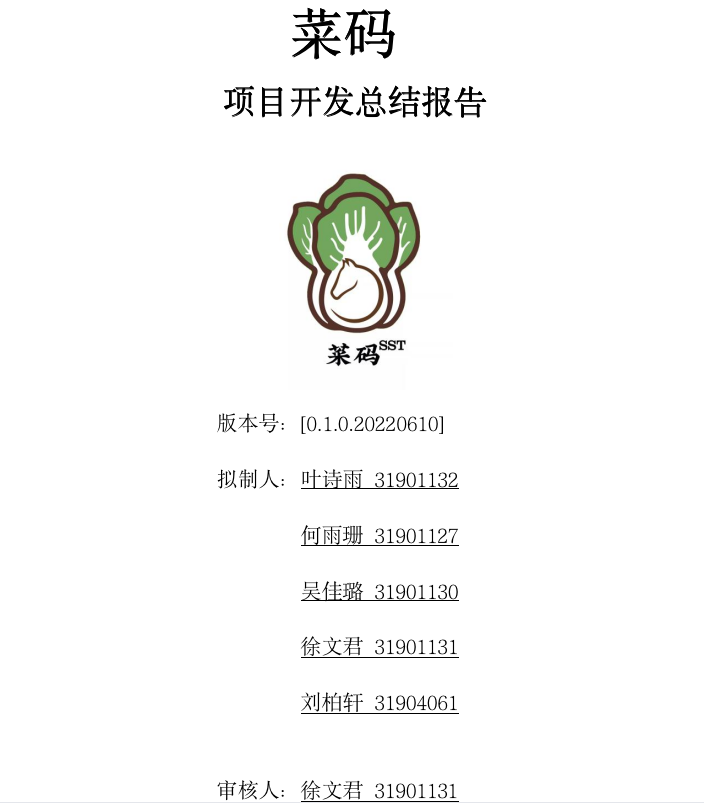 菜码
项目开发总结报告
菜码SST
版本号：[0.1.0.20220610]
拟制人：叶诗雨 31901132
何雨珊 31901127
吴佳璐 31901130
徐文君 31901131
刘柏轩 31904061
审核人：徐文君 31901131